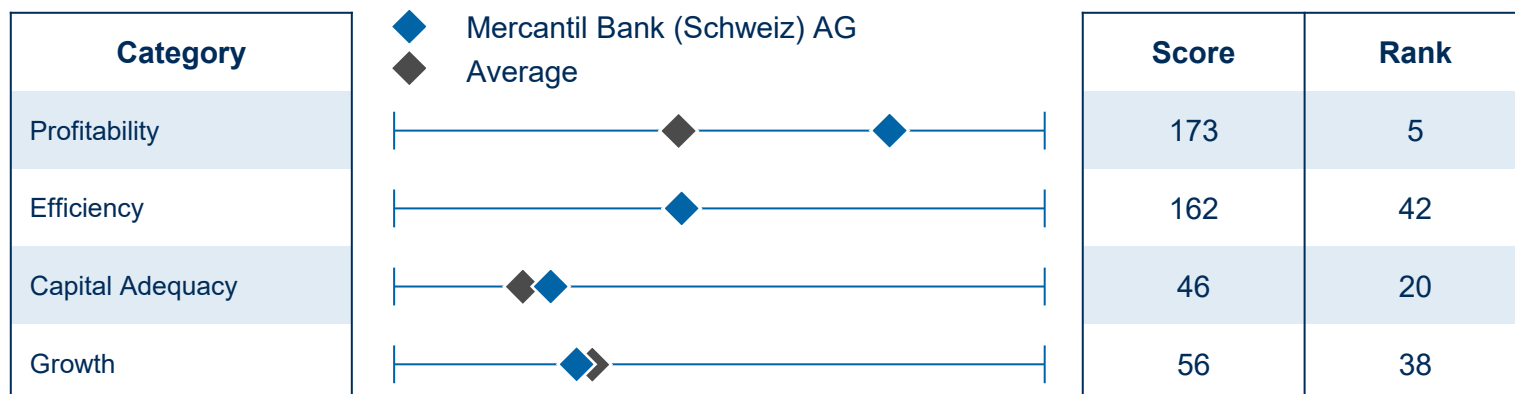 Category
Mercantil Bank (Schweiz) AG
Average
Score Rank
Profitability 173 5
Efficiency 162 42
Capital Adequacy 46 20
Growth 56 38